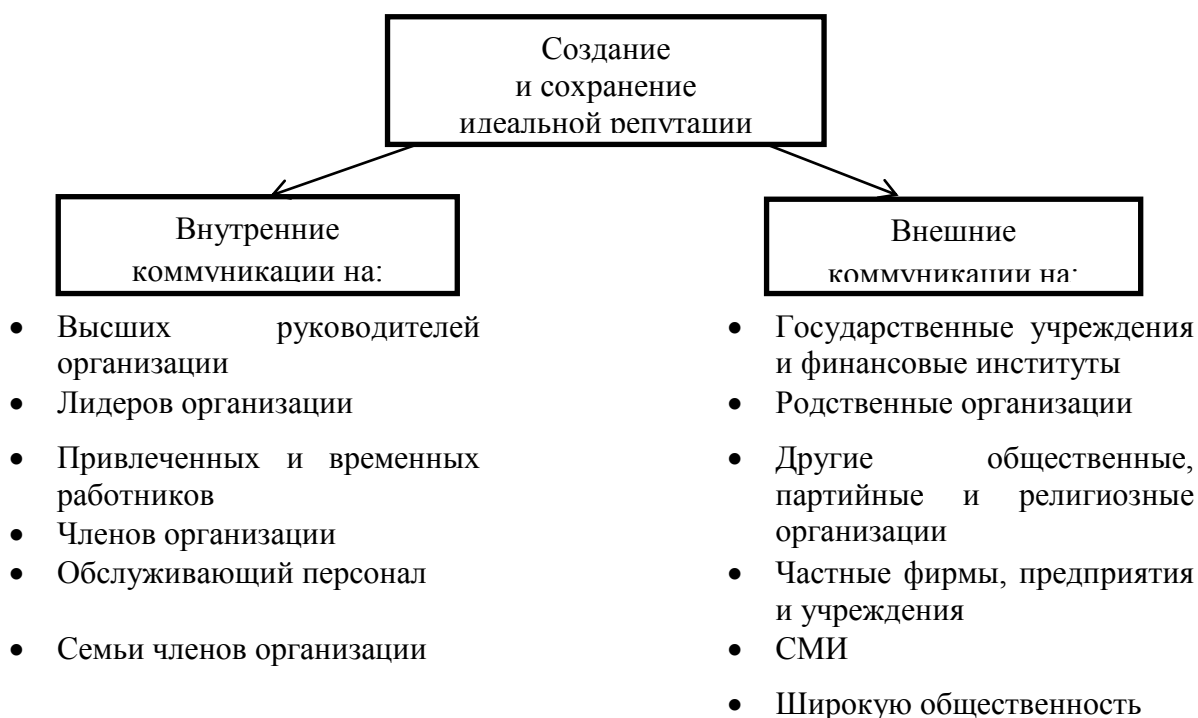 Создание
и сохранение
идеальной репутации
Внутренние
коммуникации на:
• Высших руководителей
организации
• Лидеров организации
• Привлеченных и временных
работников
• Членов организации
• Обслуживающий персонал
• Семьи членов организации
Внешние
коммуникации на:
• Государственные учреждения
и финансовые институты
• Родственные организации
• Другие общественные,
партийные и религиозные
организации
• Частные фирмы, предприятия
и учреждения
• СМИ
• Широкую общественность